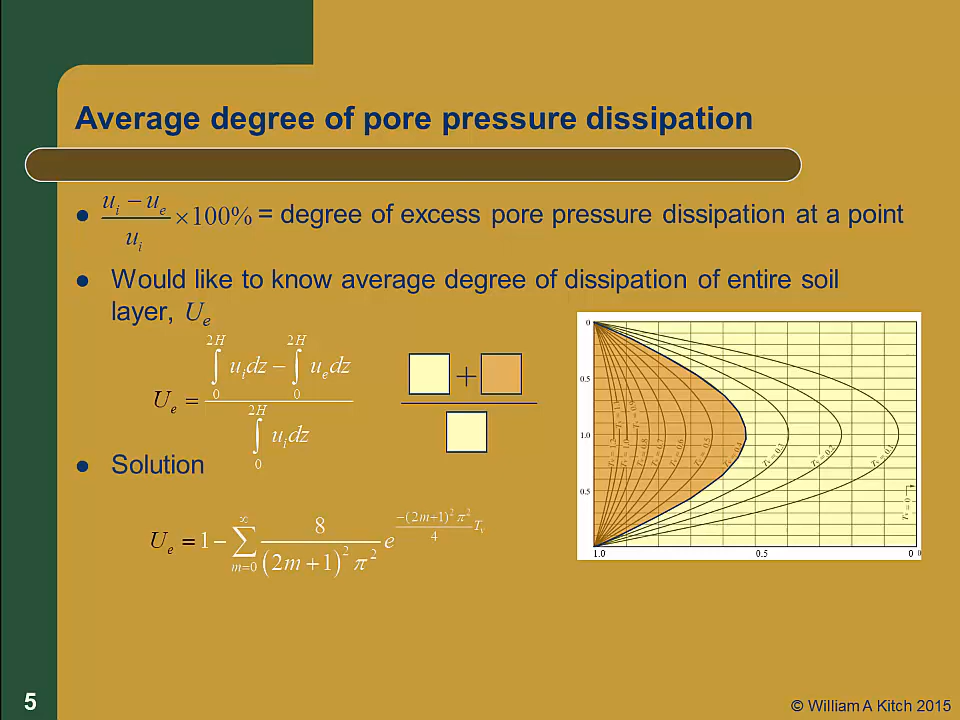 Average degree of pore pressure dissipation
● (u_i − u_e)/u_i ×100% = degree of excess pore pressure dissipation at a point
● Would like to know average degree of dissipation of entire soil
layer, U_e
U_e = (∫_0^{2H} u_i dz − ∫_0^{2H} u_e dz)/(∫_0^{2H} u_i dz)
+
● Solution
U_e = 1 − ∑_{m=0}^{∞} 8/((2m+1)^2 π^2) e^{(−(2m+1)^2 π^2/4) T_v}
0
0.5
1.0
0.5
1.0 0.5 0 0
5
© William A Kitch 2015